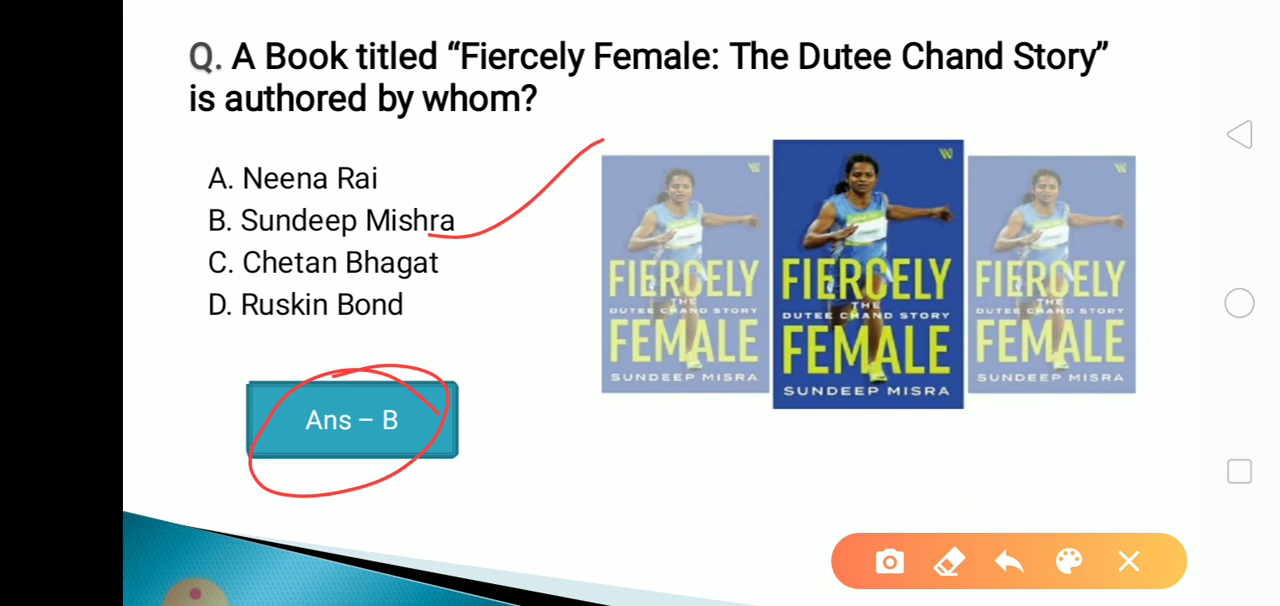 Q. A Book titled “Fiercely Female: The Dutee Chand Story”
is authored by whom?
A. Neena Rai
B. Sundeep Mishra
C. Chetan Bhagat
D. Ruskin Bond
Ans – B
W
FIERCELY
THE
DUTEE CHAND STORY
FEMALE
SUNDEEP MISRA
W
FIERCELY
THE
DUTEE CHAND STORY
FEMALE
SUNDEEP MISRA
W
FIERCELY
THE
DUTEE CHAND STORY
FEMALE
SUNDEEP MISRA